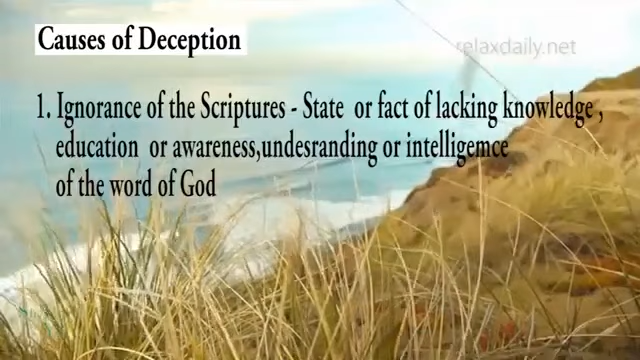 Causes of Deception
relaxdaily.net
1. Ignorance of the Scriptures - State or fact of lacking knowledge ,
education or awareness,undesranding or intelligemce
of the word of God